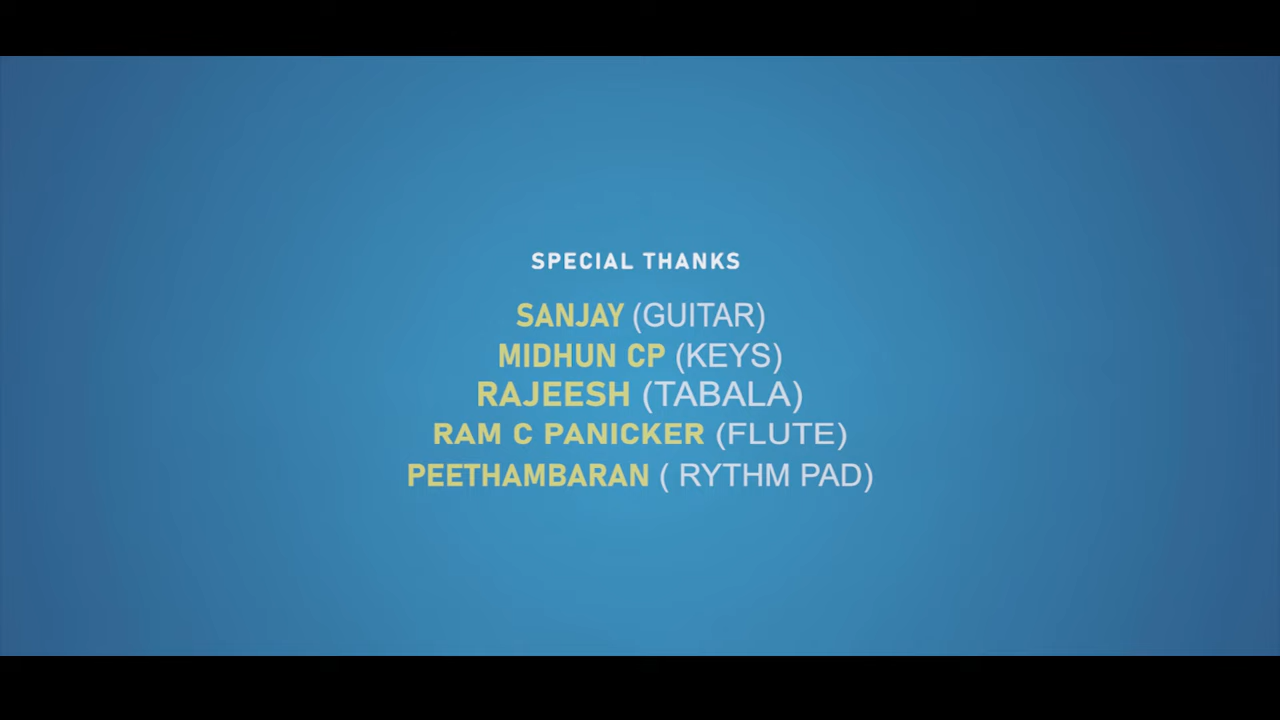 SPECIAL THANKS
SANJAY (GUITAR)
MIDHUN CP (KEYS)
RAJEESH (TABALA)
RAM C PANICKER (FLUTE)
PEETHAMBARAN ( RYTHM PAD)